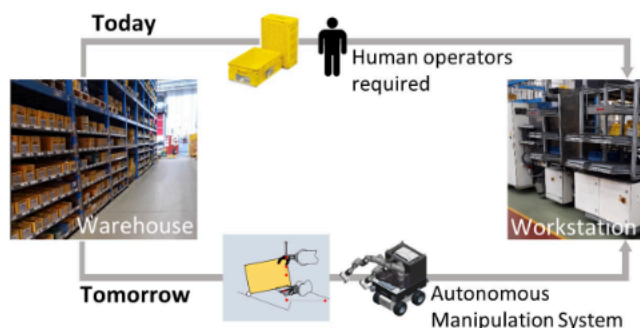 Today
Human operators
required
Warehouse
Workstation
Tomorrow
Autonomous
Manipulation System